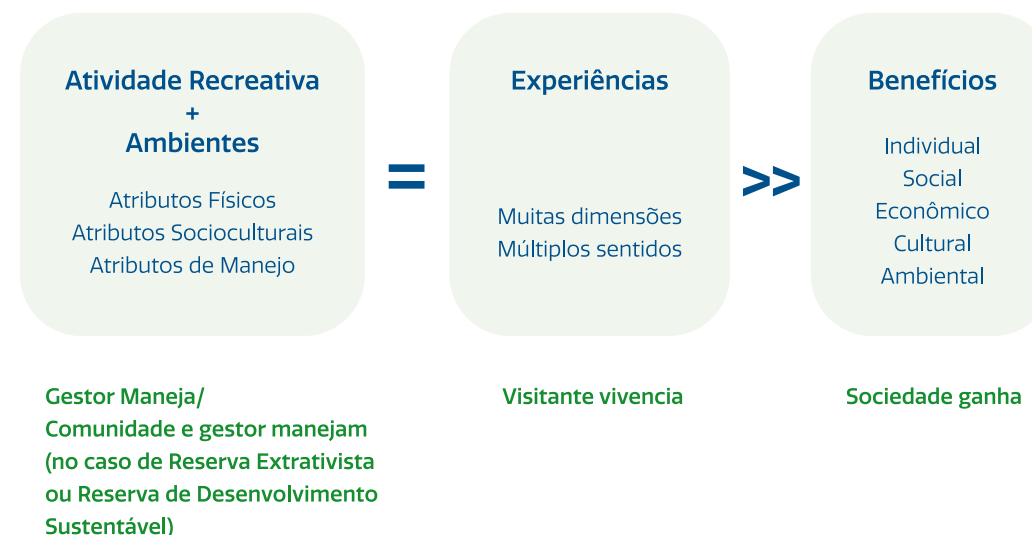 Atividade Recreativa
+
Ambientes
Atributos Físicos
Atributos Socioculturais
Atributos de Manejo
=
Experiências
Muitas dimensões
Múltiplos sentidos
>>
Benefícios
Individual
Social
Econômico
Cultural
Ambiental
Gestor Maneja/
Comunidade e gestor manejam
(no caso de Reserva Extrativista
ou Reserva de Desenvolvimento
Sustentável)
Visitante vivencia
Sociedade ganha